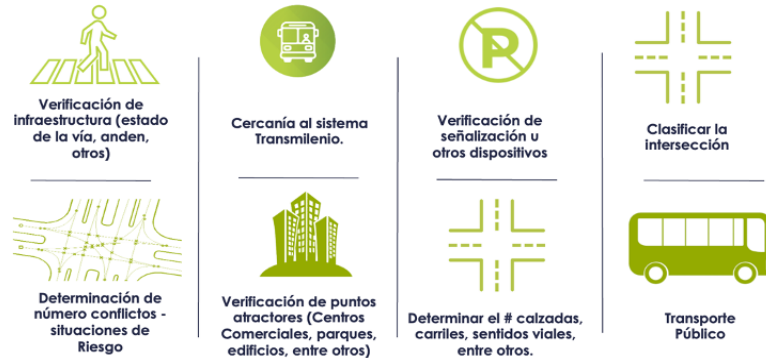 Verificación de
infraestructura (estado
de la vía, anden,
otros)
Cercanía al sistema
Transmilenio.
P
Verificación de
señalización u
otros dispositivos
Clasificar la
intersección
Determinación de
número conflictos -
situaciones de
Riesgo
Verificación de puntos
atractores (Centros
Comerciales, parques,
edificios, entre otros)
Determinar el # calzadas,
carriles, sentidos viales,
entre otros.
Transporte
Público